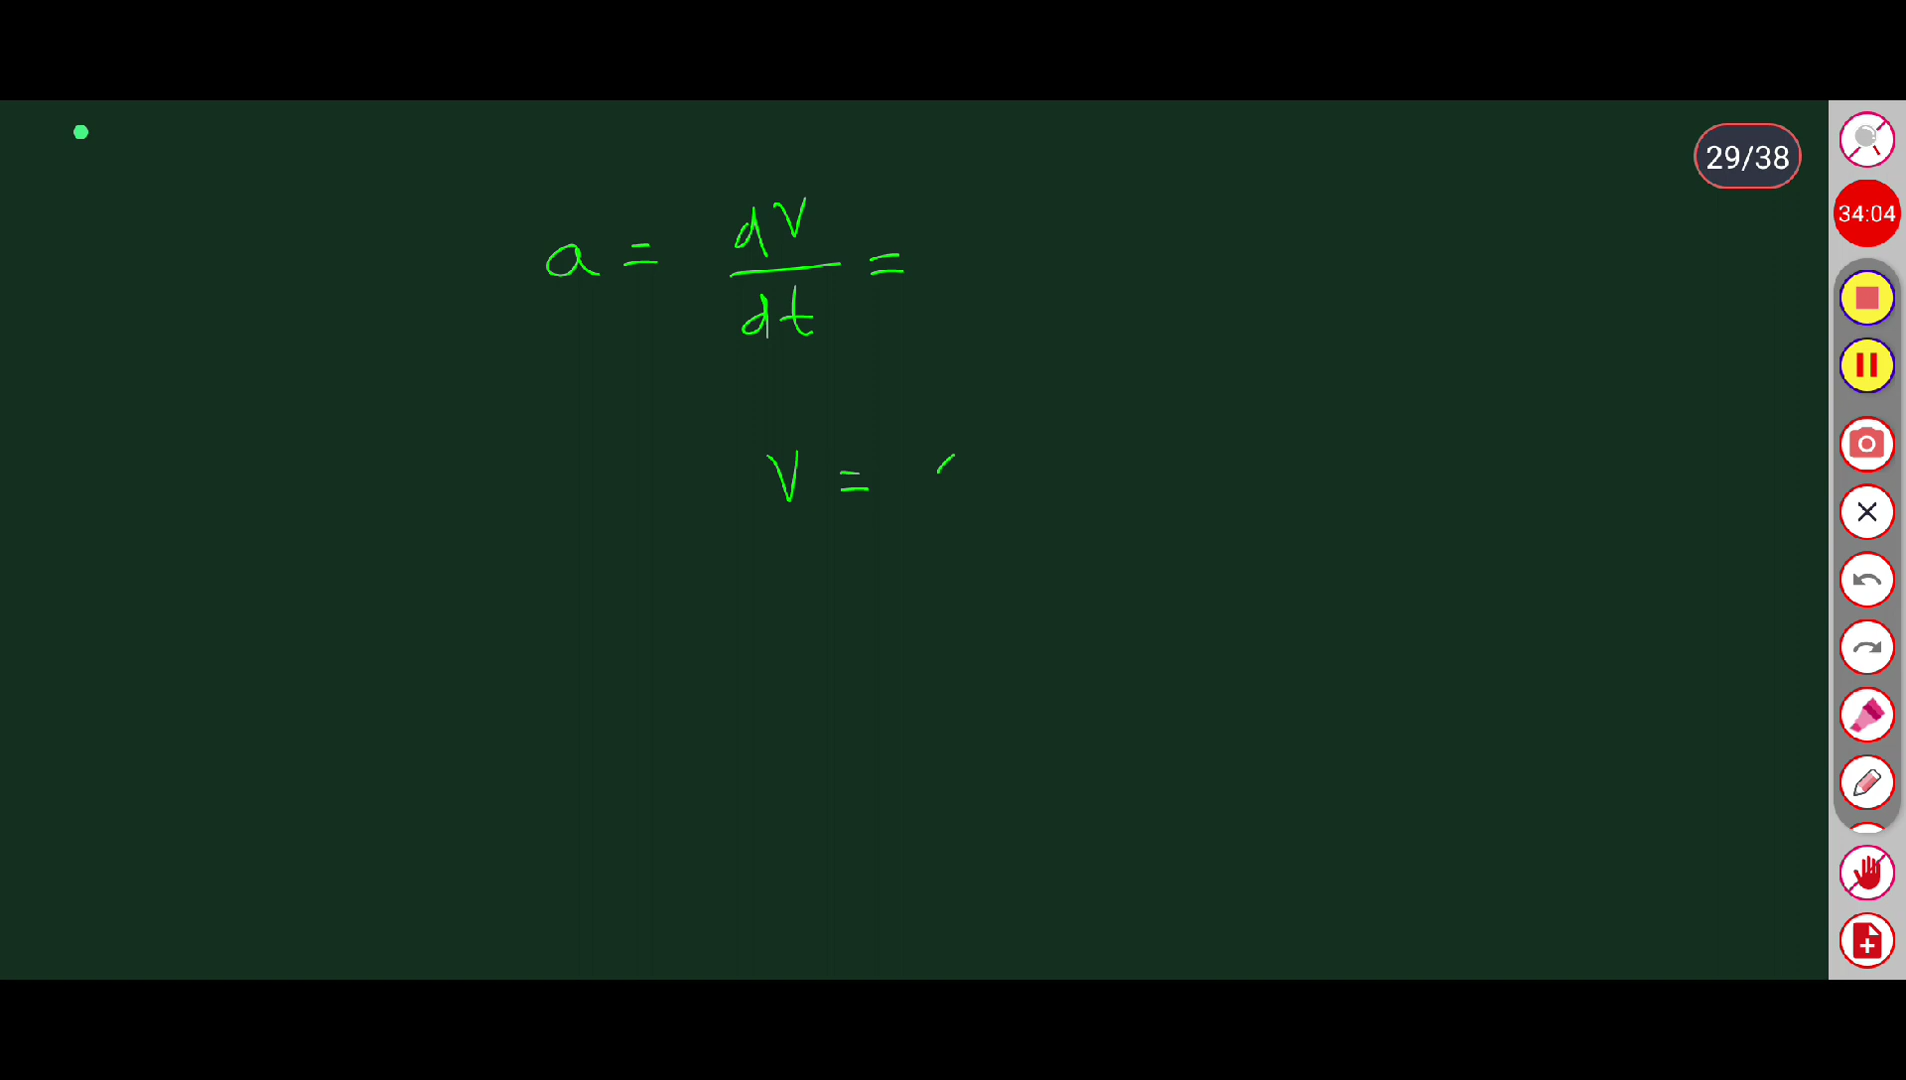 29/38
34:04
a = dV/dt =
V =